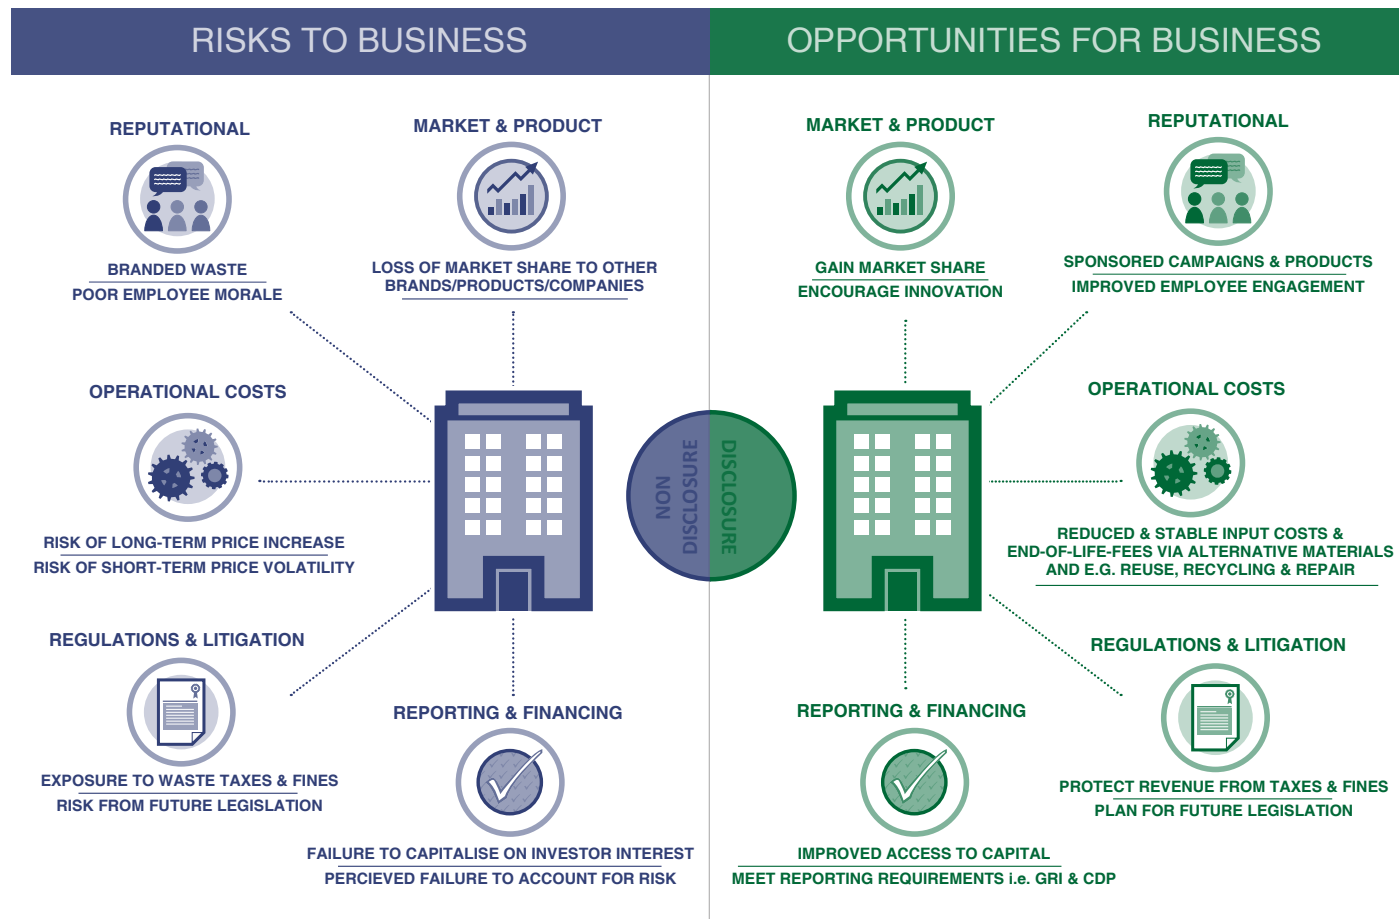 RISKS TO BUSINESS
REPUTATIONAL
BRANDED WASTE
POOR EMPLOYEE MORALE
MARKET & PRODUCT
LOSS OF MARKET SHARE TO OTHER
BRANDS/PRODUCTS/COMPANIES
OPERATIONAL COSTS
RISK OF LONG-TERM PRICE INCREASE
RISK OF SHORT-TERM PRICE VOLATILITY
REGULATIONS & LITIGATION
EXPOSURE TO WASTE TAXES & FINES
RISK FROM FUTURE LEGISLATION
REPORTING & FINANCING
FAILURE TO CAPITALISE ON INVESTOR INTEREST
PERCIEVED FAILURE TO ACCOUNT FOR RISK
NON
DISCLOSURE
DISCLOSURE
OPPORTUNITIES FOR BUSINESS
MARKET & PRODUCT
GAIN MARKET SHARE
ENCOURAGE INNOVATION
REPUTATIONAL
SPONSORED CAMPAIGNS & PRODUCTS
IMPROVED EMPLOYEE ENGAGEMENT
OPERATIONAL COSTS
REDUCED & STABLE INPUT COSTS &
END-OF-LIFE-FEES VIA ALTERNATIVE MATERIALS
AND E.G. REUSE, RECYCLING & REPAIR
REGULATIONS & LITIGATION
PROTECT REVENUE FROM TAXES & FINES
PLAN FOR FUTURE LEGISLATION
REPORTING & FINANCING
IMPROVED ACCESS TO CAPITAL
MEET REPORTING REQUIREMENTS i.e. GRI & CDP